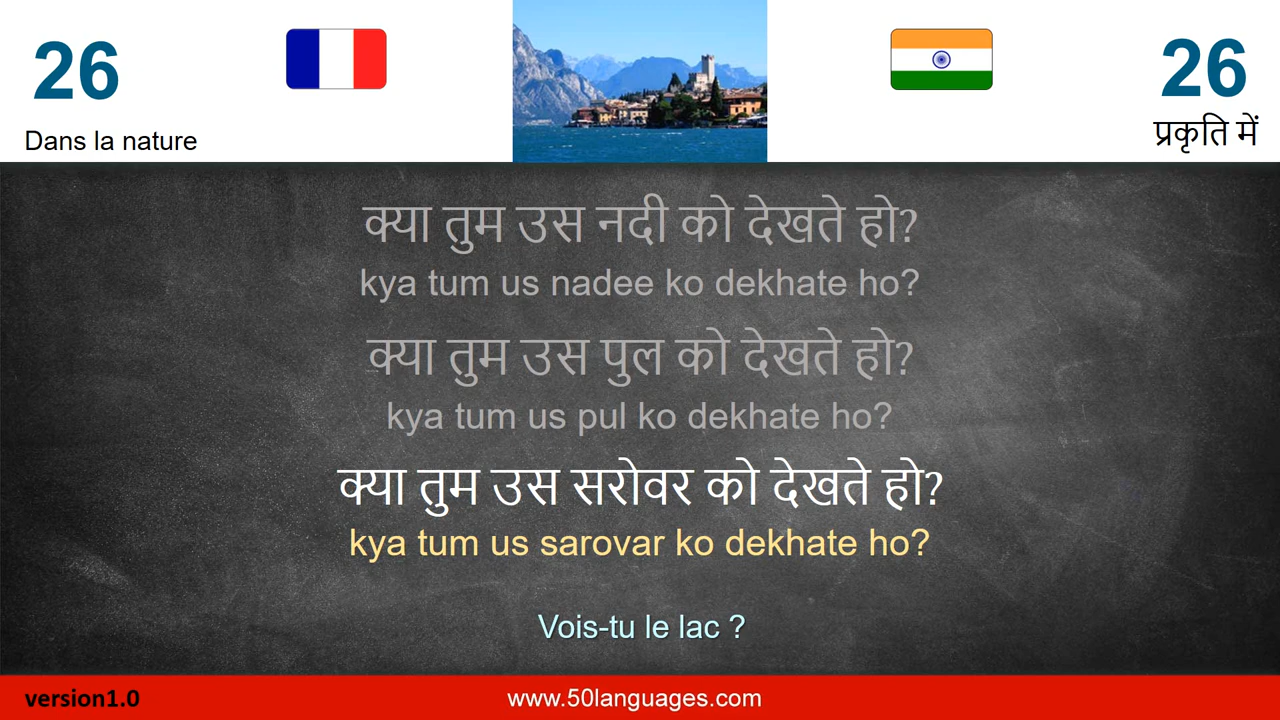 26
Dans la nature
26
प्रकृति में
क्या तुम उस नदी को देखते हो?
kya tum us nadee ko dekhate ho?
क्या तुम उस पुल को देखते हो?
kya tum us pul ko dekhate ho?
क्या तुम उस सरोवर को देखते हो?
kya tum us sarovar ko dekhate ho?
Vois-tu le lac ?
version1.0
www.50languages.com